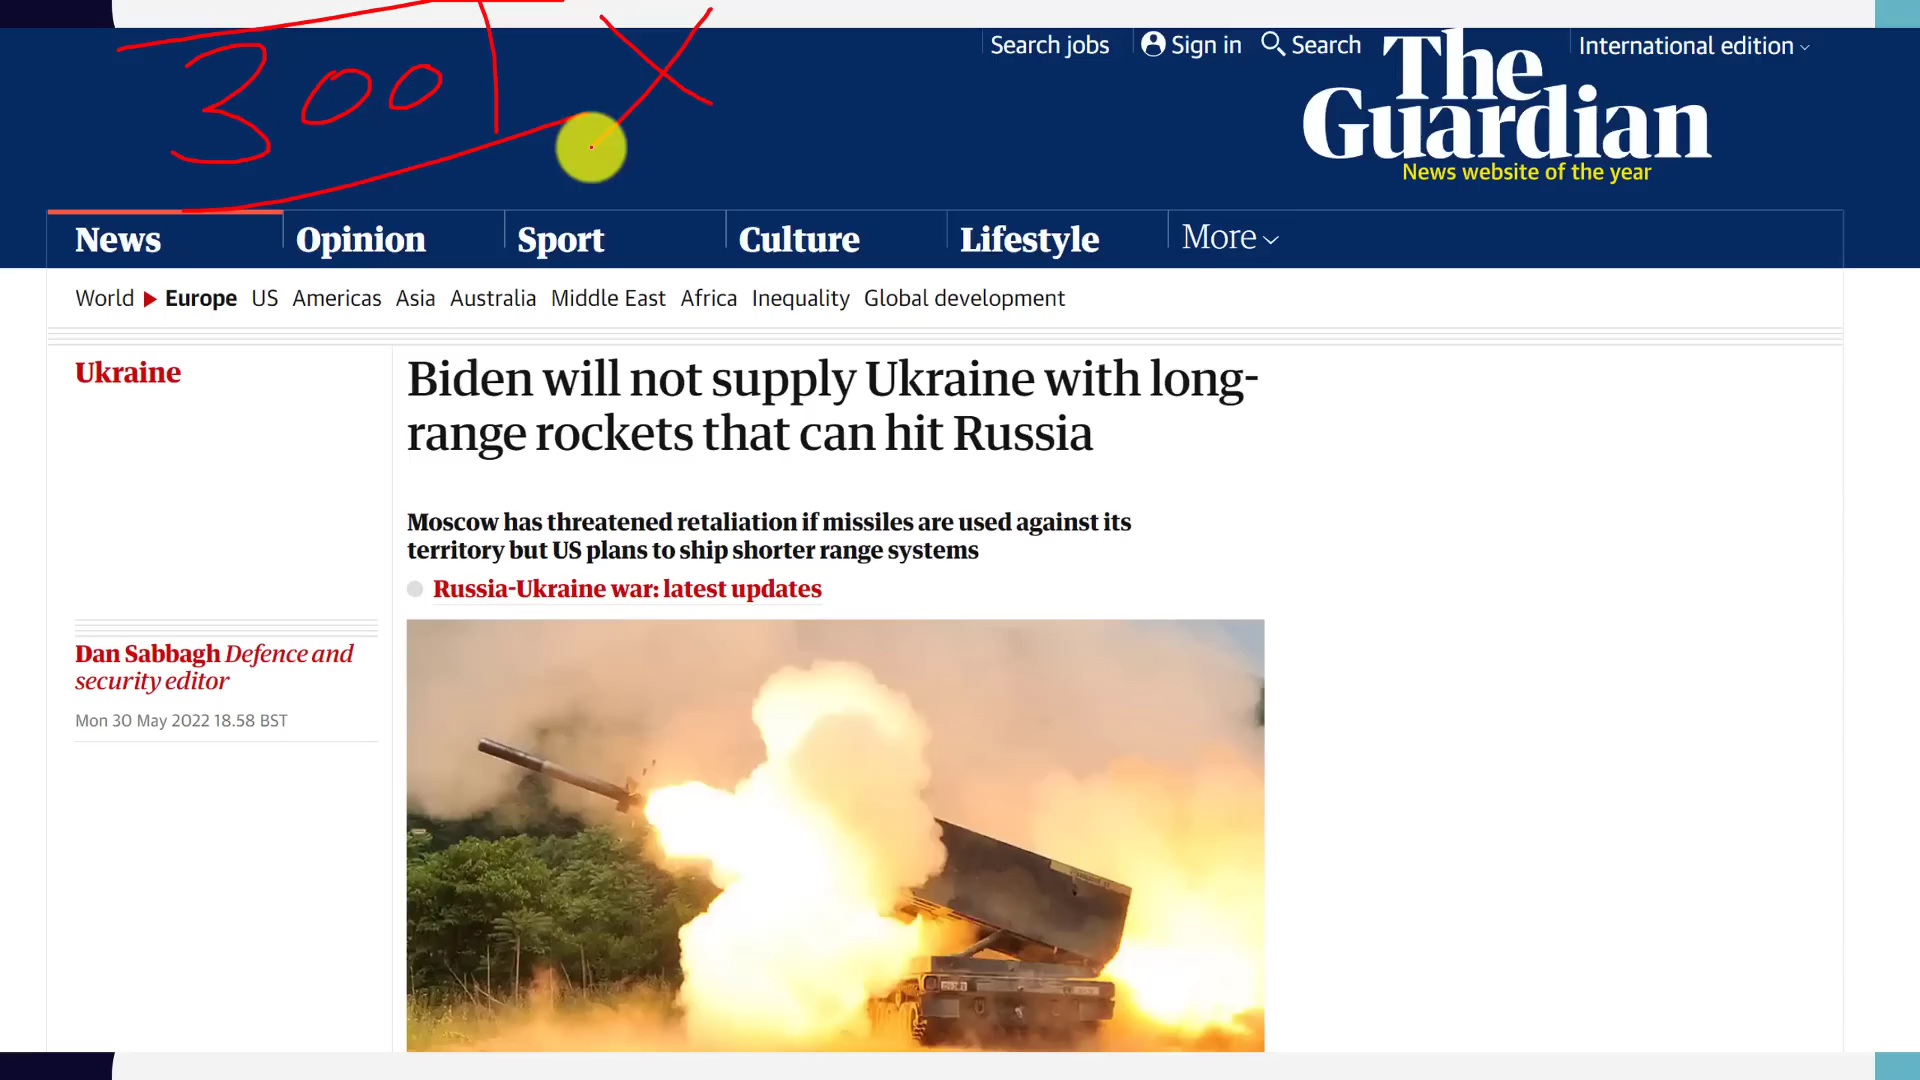 300 X
Search jobs Sign in Search
International edition
The
Guardian
News website of the year
News Opinion Sport Culture Lifestyle More
World Europe US Americas Asia Australia Middle East Africa Inequality Global development
Ukraine
Biden will not supply Ukraine with long-
range rockets that can hit Russia
Moscow has threatened retaliation if missiles are used against its
territory but US plans to ship shorter range systems
Russia-Ukraine war: latest updates
Dan Sabbagh Defence and
security editor
Mon 30 May 2022 18.58 BST